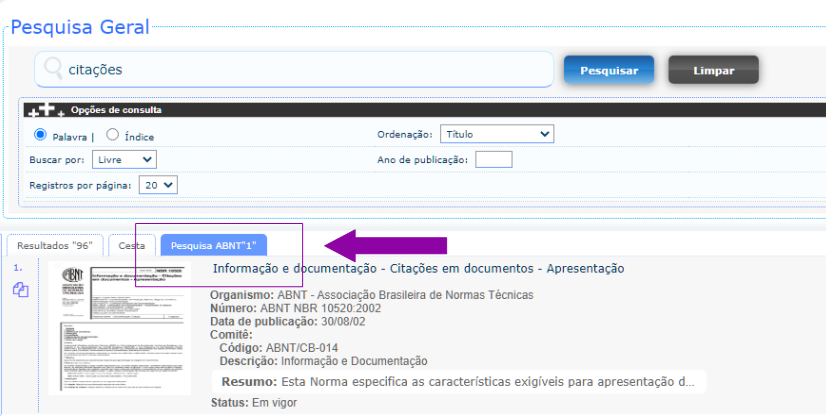 Pesquisa Geral
citações
Pesquisar
Limpar
Opções de consulta
Palavra |
Índice
Ordenação:
Título
Buscar por:
Livre
Ano de publicação:
Registros por página:
20
Resultados "96"
Cesta
Pesquisa ABNT"1"
1.
Informação e documentação - Citações em documentos - Apresentação
Organismo: ABNT - Associação Brasileira de Normas Técnicas
Número: ABNT NBR 10520:2002
Data de publicação: 30/08/02
Comitê:
Código: ABNT/CB-014
Descrição: Informação e Documentação
Resumo: Esta Norma especifica as características exigíveis para apresentação d...
Status: Em vigor